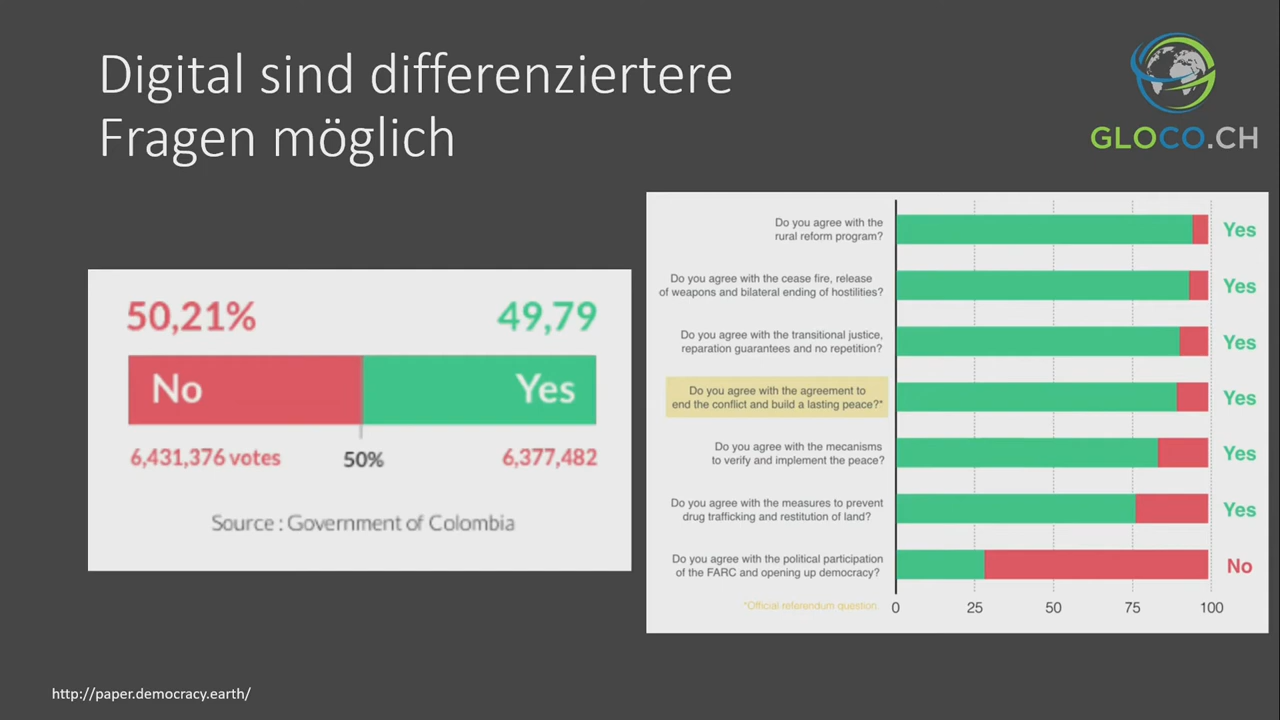 Digital sind differenziertere
Fragen möglich
GLOCO.CH
50,21%
49,79
No
Yes
6,431,376 votes
50%
6,377,482
Source : Government of Colombia
Do you agree with the
rural reform program?
Yes
Do you agree with the cease fire, release
of weapons and bilateral ending of hostilities?
Yes
Do you agree with the transitional justice,
reparation guarantees and no repetition?
Yes
Do you agree with the agreement to
end the conflict and build a lasting peace?*
Yes
Do you agree with the mecanisms
to verify and implement the peace?
Yes
Do you agree with the measures to prevent
drug trafficking and restitution of land?
Yes
Do you agree with the political participation
of the FARC and opening up democracy?
No
*Official referendum question.
0 25 50 75 100
http://paper.democracy.earth/